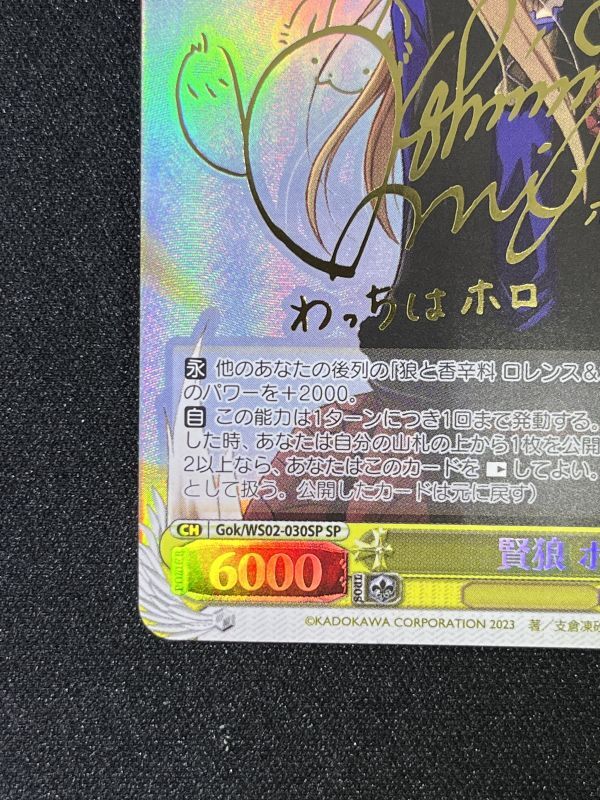 わっちは ホロ
永 他のあなたの後列の「狼と香辛料 ロレンス&
のパワーを+2000。
自 この能力は1ターンにつき1回まで発動する。
した時、あなたは自分の山札の上から1枚を公開
2以上なら、あなたはこのカードを してよい。
として扱う。公開したカードは元に戻す)
CH Gok/WS02-030SP SP
POWER 6000
賢狼 ホ
©KADOKAWA CORPORATION 2023 著/支倉凍砂